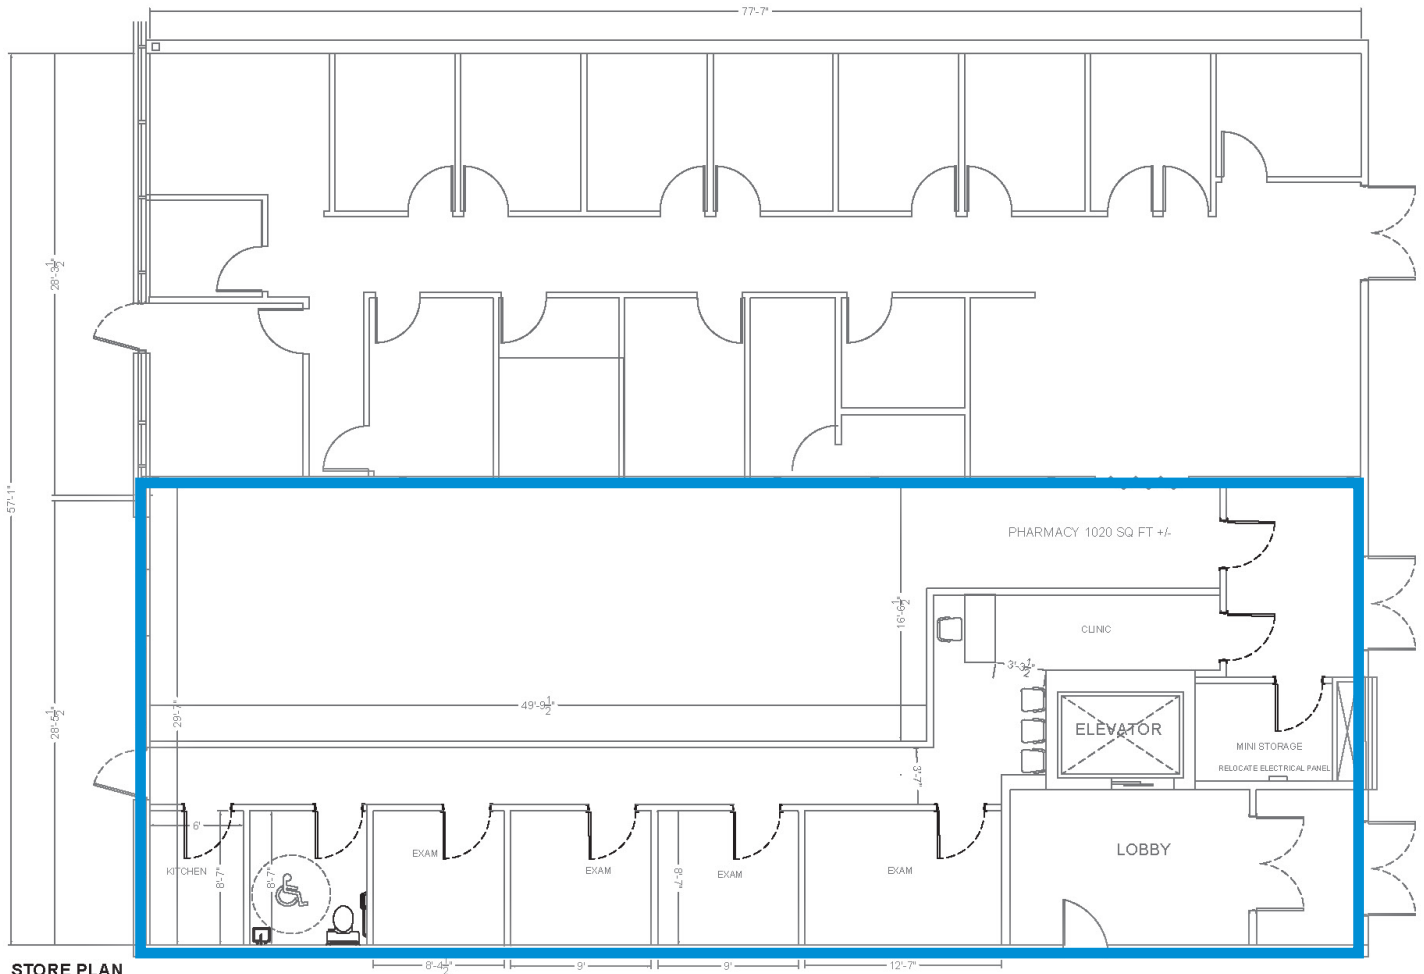 77'-7"
28'-3½"
57'-1"
PHARMACY 1020 SQ FT +/-
16'-6½"
CLINIC
3'-3½"
49'-9½"
29'-7"
28'-5½"
ELEVATOR
MINI STORAGE
RELOCATE ELECTRICAL PANEL
3'-7"
6'
KITCHEN
8'-7"
8'-7"
EXAM
EXAM
8'-7"
EXAM
EXAM
LOBBY
8'-4½"
9'
9'
12'-7"
STORE PLAN